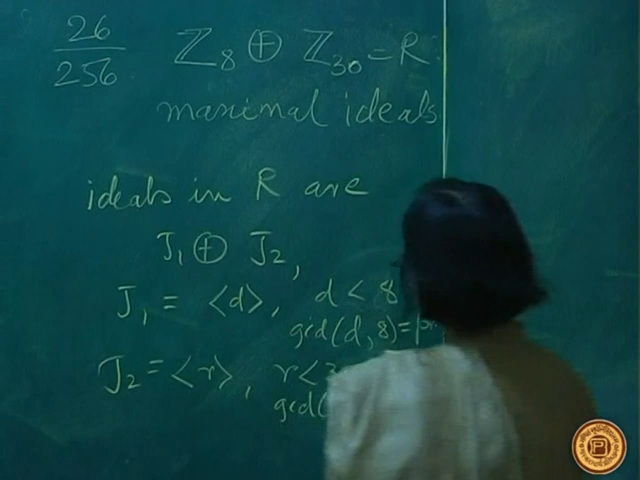 26
256
ℤ₈ ⊕ ℤ₃₀ = R.
maximal ideals
ideals in R are
J₁ ⊕ J₂,
J₁ = <d>, d < 8
gcd(d, 8) =
J₂ = <r>, r <
gcd(